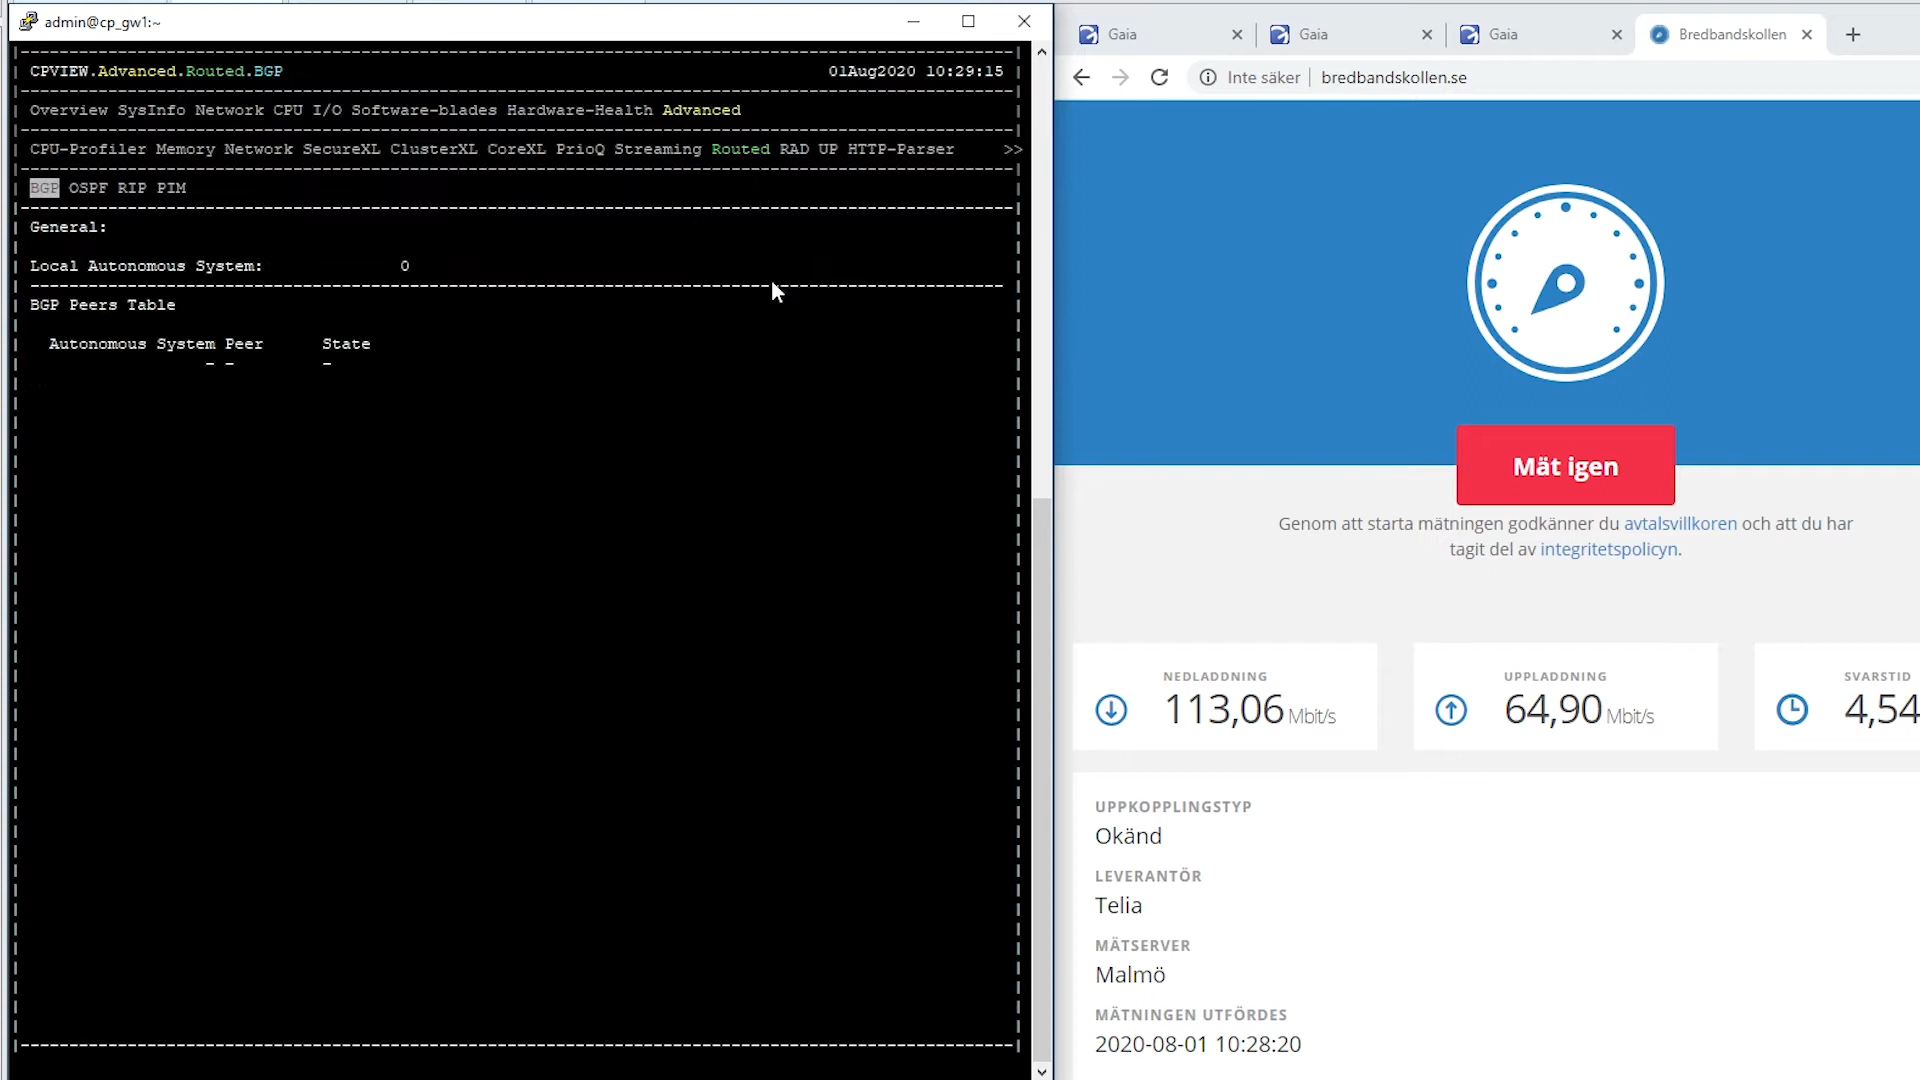 admin@cp_gw1:~
CPVIEW.Advanced.Routed.BGP 01Aug2020 10:29:15
Overview SysInfo Network CPU I/O Software-blades Hardware-Health Advanced
CPU-Profiler Memory Network SecureXL ClusterXL CoreXL PrioQ Streaming Routed RAD UP HTTP-Parser >>
BGP OSPF RIP PIM
General:
Local Autonomous System: 0
BGP Peers Table
Autonomous System Peer State
- - -
Gaia
Gaia
Gaia
Bredbandskollen
Inte säker
bredbandskollen.se
Mät igen
Genom att starta mätningen godkänner du avtalsvillkoren och att du har
tagit del av integritetspolicyn.
NEDLADDNING
113,06 Mbit/s
UPPLADDNING
64,90 Mbit/s
SVARSTID
4,54
UPPKOPPLINGSTYP
Okänd
LEVERANTÖR
Telia
MÄTSERVER
Malmö
MÄTNINGEN UTFÖRDES
2020-08-01 10:28:20